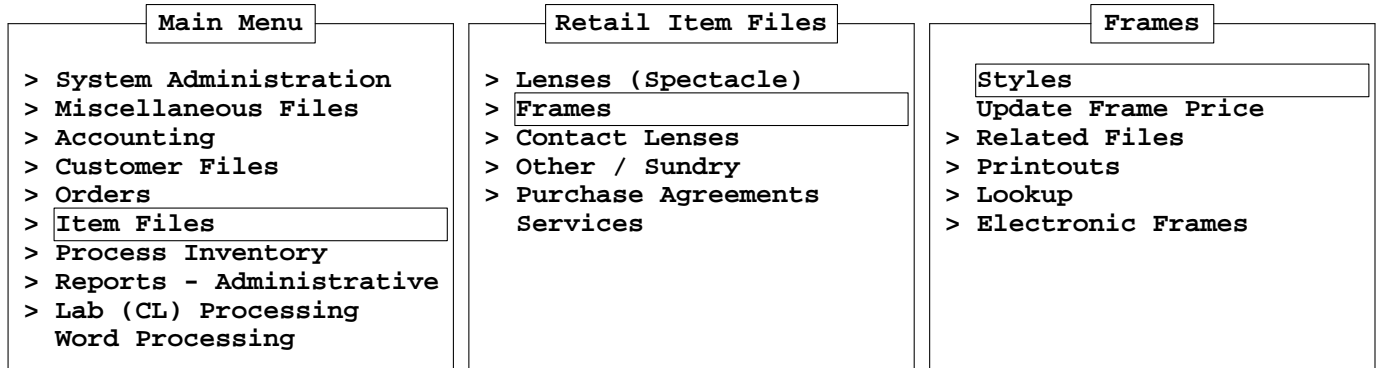 Main Menu
> System Administration
> Miscellaneous Files
> Accounting
> Customer Files
> Orders
> Item Files
> Process Inventory
> Reports - Administrative
> Lab (CL) Processing
Word Processing
Retail Item Files
> Lenses (Spectacle)
> Frames
> Contact Lenses
> Other / Sundry
> Purchase Agreements
Services
Frames
Styles
Update Frame Price
> Related Files
> Printouts
> Lookup
> Electronic Frames